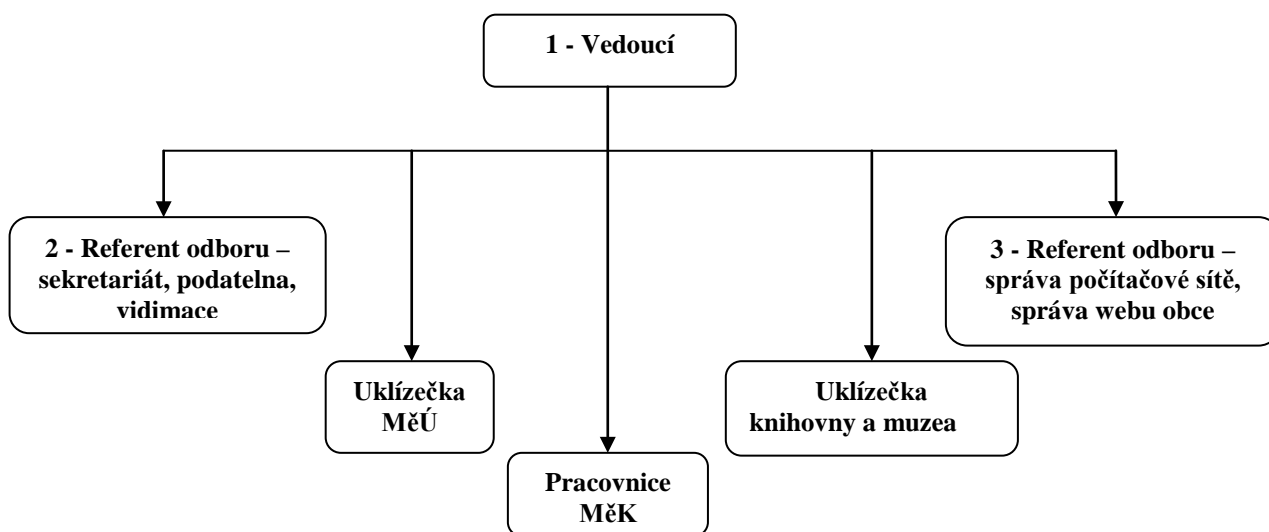 1 - Vedoucí
2 - Referent odboru –
sekretariát, podatelna,
vidimace
3 - Referent odboru –
správa počítačové sítě,
správa webu obce
Uklízečka
MěÚ
Uklízečka
knihovny a muzea
Pracovnice
MěK